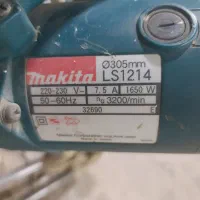 Ø305mm
makita LS1214
220-230 V~ 7.5 A 1650 W
50-60Hz n₀ 3200/min
32690 E